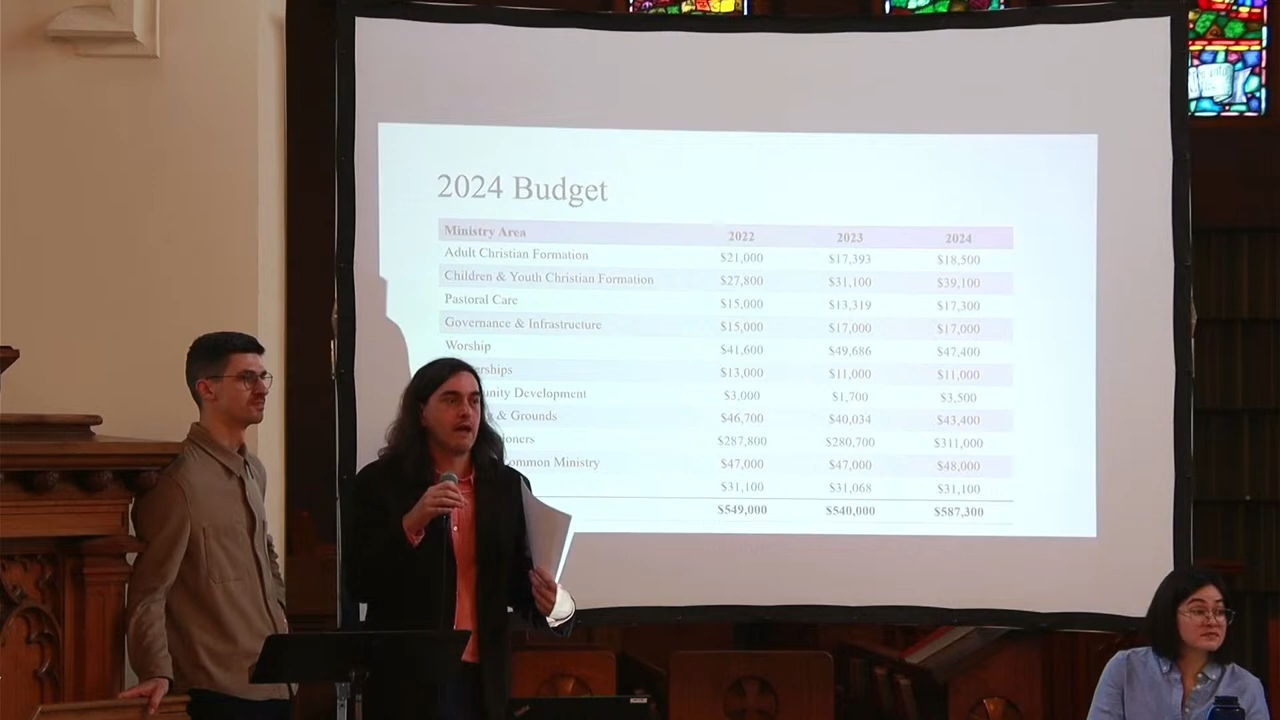 2024 Budget
Ministry Area 2022 2023 2024
Adult Christian Formation $21,000 $17,393 $18,500
Children & Youth Christian Formation $27,800 $31,100 $39,100
Pastoral Care $15,000 $13,319 $17,300
Governance & Infrastructure $15,000 $17,000 $17,000
Worship $41,600 $49,686 $47,400
erships $13,000 $11,000 $11,000
unity Development $3,000 $1,700 $3,500
& Grounds $46,700 $40,034 $43,400
ioners $287,800 $280,700 $311,000
ommon Ministry $47,000 $47,000 $48,000
$31,100 $31,068 $31,100
$549,000 $540,000 $587,300